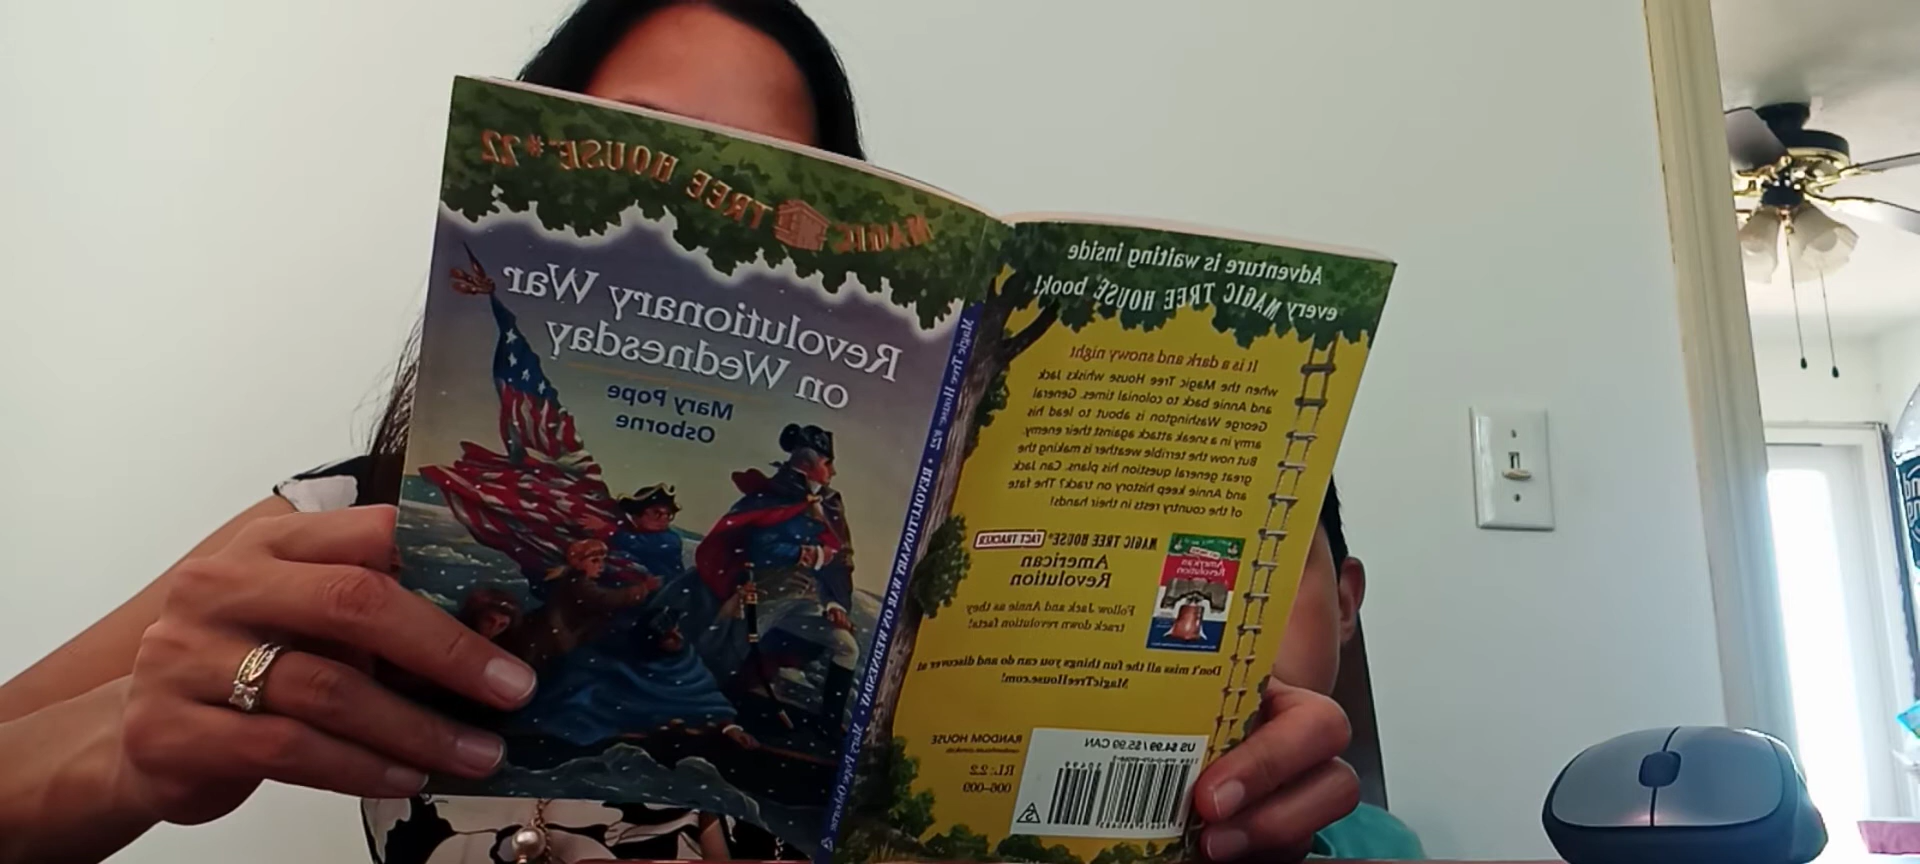 MAGIC TREE HOUSE® #22
Revolutionary War
on Wednesday
Mary Pope
Osborne
Magic Tree House® #22 • REVOLUTIONARY WAR ON WEDNESDAY • Mary Pope Osborne
Adventure is waiting inside
every MAGIC TREE HOUSE® book!
It is a dark and snowy night
when the Magic Tree House whisks Jack
and Annie back to colonial times. General
George Washington is about to lead his
army in a sneak attack against their enemy.
But now the terrible weather is making the
great general question his plans. Can Jack
and Annie keep history on track? The fate
of the country rests in their hands!
MAGIC TREE HOUSE® FACT TRACKER
American
Revolution
Follow Jack and Annie as they
track down revolution facts!
American
Revolution
Don't miss all the fun things you can do and discover at
MagicTreeHouse.com!
RANDOM HOUSE
RL: 2.2
006–009
US $4.99 / $5.99 CAN